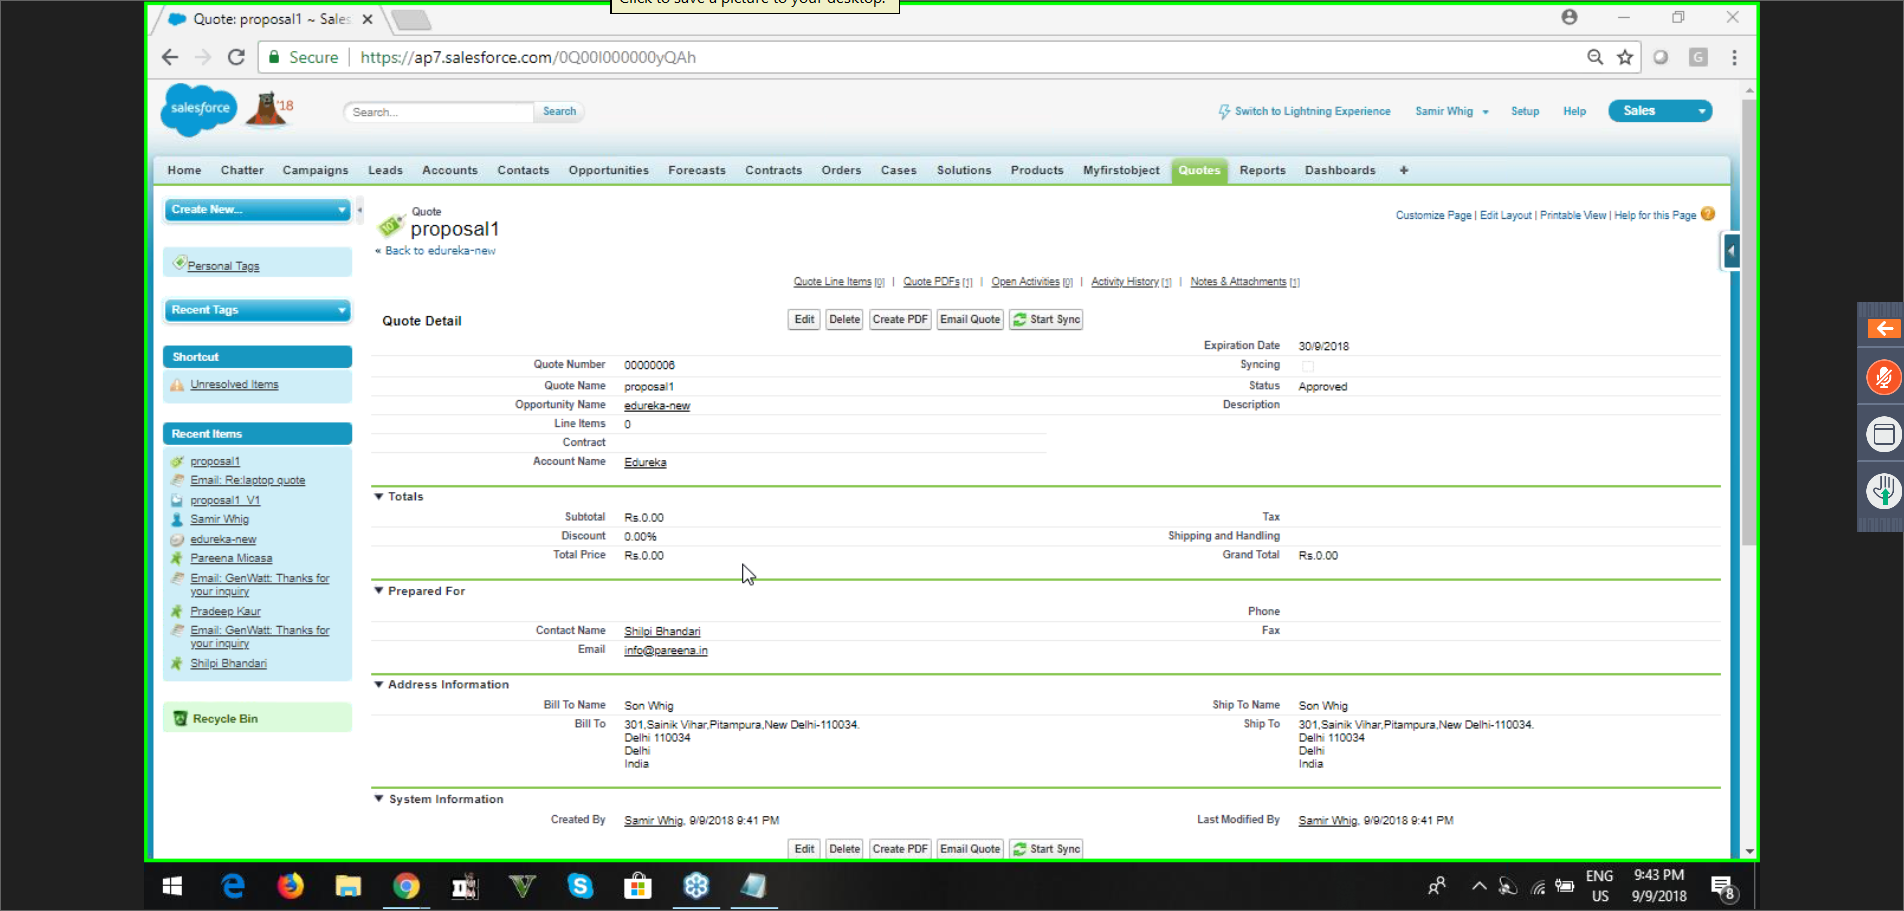 Click to save a picture to your desktop.
Quote: proposal1 ~ Sales
Secure
https://ap7.salesforce.com/0Q00I000000yQAh
G
salesforce
'18
Search...
Search
Switch to Lightning Experience
Samir Whig
Setup
Help
Sales
Home Chatter Campaigns Leads Accounts Contacts Opportunities Forecasts Contracts Orders Cases Solutions Products Myfirstobject Quotes Reports Dashboards +
Create New...
Personal Tags
Recent Tags
Shortcut
Unresolved Items
Recent Items
proposal1
Email: Re:laptop quote
proposal1_V1
Samir Whig
edureka-new
Pareena Micasa
Email: GenWatt: Thanks for
your inquiry
Pradeep Kaur
Email: GenWatt: Thanks for
your inquiry
Shilpi Bhandari
Recycle Bin
Quote
proposal1
« Back to edureka-new
Customize Page | Edit Layout | Printable View | Help for this Page ?
Quote Line Items [0] | Quote PDFs [1] | Open Activities [0] | Activity History [1] | Notes & Attachments [1]
Quote Detail
Edit Delete Create PDF Email Quote Start Sync
Expiration Date 30/9/2018
Quote Number 00000006 Syncing
Quote Name proposal1 Status Approved
Opportunity Name edureka-new Description
Line Items 0
Contract
Account Name Edureka
Totals
Subtotal Rs.0.00 Tax
Discount 0.00% Shipping and Handling
Total Price Rs.0.00 Grand Total Rs.0.00
Prepared For
Phone
Contact Name Shilpi Bhandari Fax
Email info@pareena.in
Address Information
Bill To Name Son Whig Ship To Name Son Whig
Bill To 301,Sainik Vihar,Pitampura,New Delhi-110034. Ship To 301,Sainik Vihar,Pitampura,New Delhi-110034.
Delhi 110034 Delhi 110034
Delhi Delhi
India India
System Information
Created By Samir Whig, 9/9/2018 9:41 PM Last Modified By Samir Whig, 9/9/2018 9:41 PM
Edit Delete Create PDF Email Quote Start Sync
ENG
US
9:43 PM
9/9/2018
8